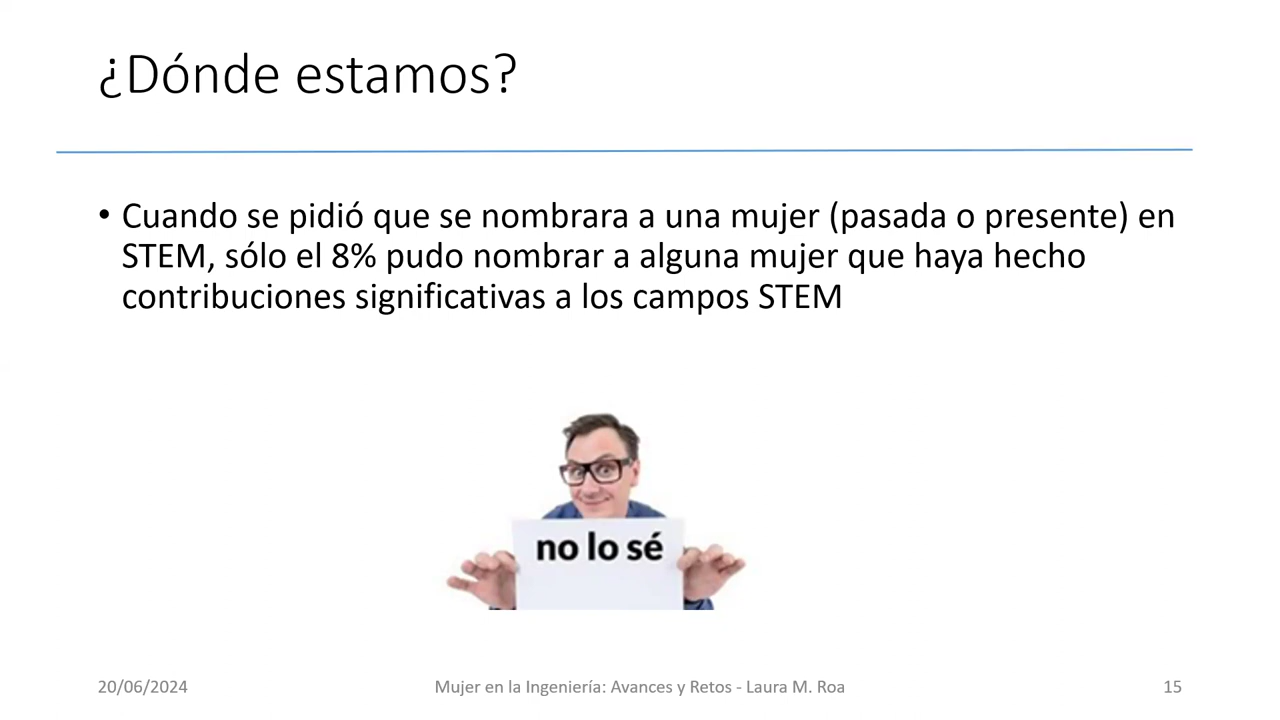 ¿Dónde estamos?
• Cuando se pidió que se nombrara a una mujer (pasada o presente) en
STEM, sólo el 8% pudo nombrar a alguna mujer que haya hecho
contribuciones significativas a los campos STEM
no lo sé
20/06/2024
Mujer en la Ingeniería: Avances y Retos - Laura M. Roa
15